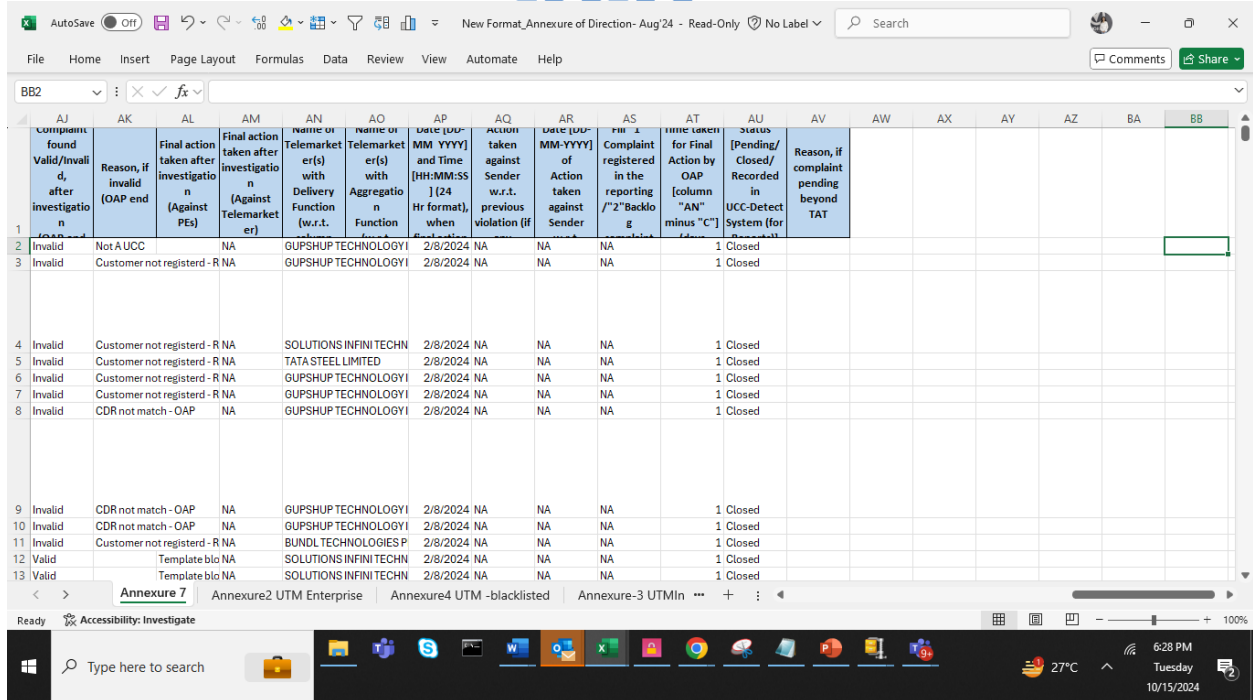 AutoSave Off New Format_Annexure of Direction- Aug'24 - Read-Only No Label Search
File Home Insert Page Layout Formulas Data Review View Automate Help Comments Share
BB2 fx
AJ AK AL AM AN AO AP AQ AR AS AT AU AV AW AX AY AZ BA BB
found Valid/Invali d, after investigatio n
Reason, if invalid (OAP end
Final action taken after investigatio n (Against PEs)
Final action taken after investigatio n (Against Telemarket er)
Telemarket er(s) with Delivery Function (w.r.t.
Telemarket er(s) with Aggregatio n Function
MM YYYY] and Time [HH:MM:SS ] (24 Hr format), when
taken against Sender w.r.t. previous violation (if
MM-YYYY] of Action taken against Sender
Complaint registered in the reporting /"2"Backlo g
for Final Action by OAP [column "AN" minus "C"]
[Pending/ Closed/ Recorded in UCC-Detect System (for
Reason, if complaint pending beyond TAT
1
2 Invalid Not A UCC NA GUPSHUP TECHNOLOGY I 2/8/2024 NA NA NA 1 Closed
3 Invalid Customer not registerd - R NA GUPSHUP TECHNOLOGY I 2/8/2024 NA NA NA 1 Closed
4 Invalid Customer not registerd - R NA SOLUTIONS INFINI TECHN 2/8/2024 NA NA NA 1 Closed
5 Invalid Customer not registerd - R NA TATA STEEL LIMITED 2/8/2024 NA NA NA 1 Closed
6 Invalid Customer not registerd - R NA GUPSHUP TECHNOLOGY I 2/8/2024 NA NA NA 1 Closed
7 Invalid Customer not registerd - R NA GUPSHUP TECHNOLOGY I 2/8/2024 NA NA NA 1 Closed
8 Invalid CDR not match - OAP NA GUPSHUP TECHNOLOGY I 2/8/2024 NA NA NA 1 Closed
9 Invalid CDR not match - OAP NA GUPSHUP TECHNOLOGY I 2/8/2024 NA NA NA 1 Closed
10 Invalid CDR not match - OAP NA GUPSHUP TECHNOLOGY I 2/8/2024 NA NA NA 1 Closed
11 Invalid Customer not registerd - R NA BUNDL TECHNOLOGIES P 2/8/2024 NA NA NA 1 Closed
12 Valid Template blo NA SOLUTIONS INFINI TECHN 2/8/2024 NA NA NA 1 Closed
13 Valid Template blo NA SOLUTIONS INFINI TECHN 2/8/2024 NA NA NA 1 Closed
Annexure 7 Annexure2 UTM Enterprise Annexure4 UTM -blacklisted Annexure-3 UTMIn
Ready Accessibility: Investigate 100%
Type here to search 27°C 6:28 PM
Tuesday
10/15/2024